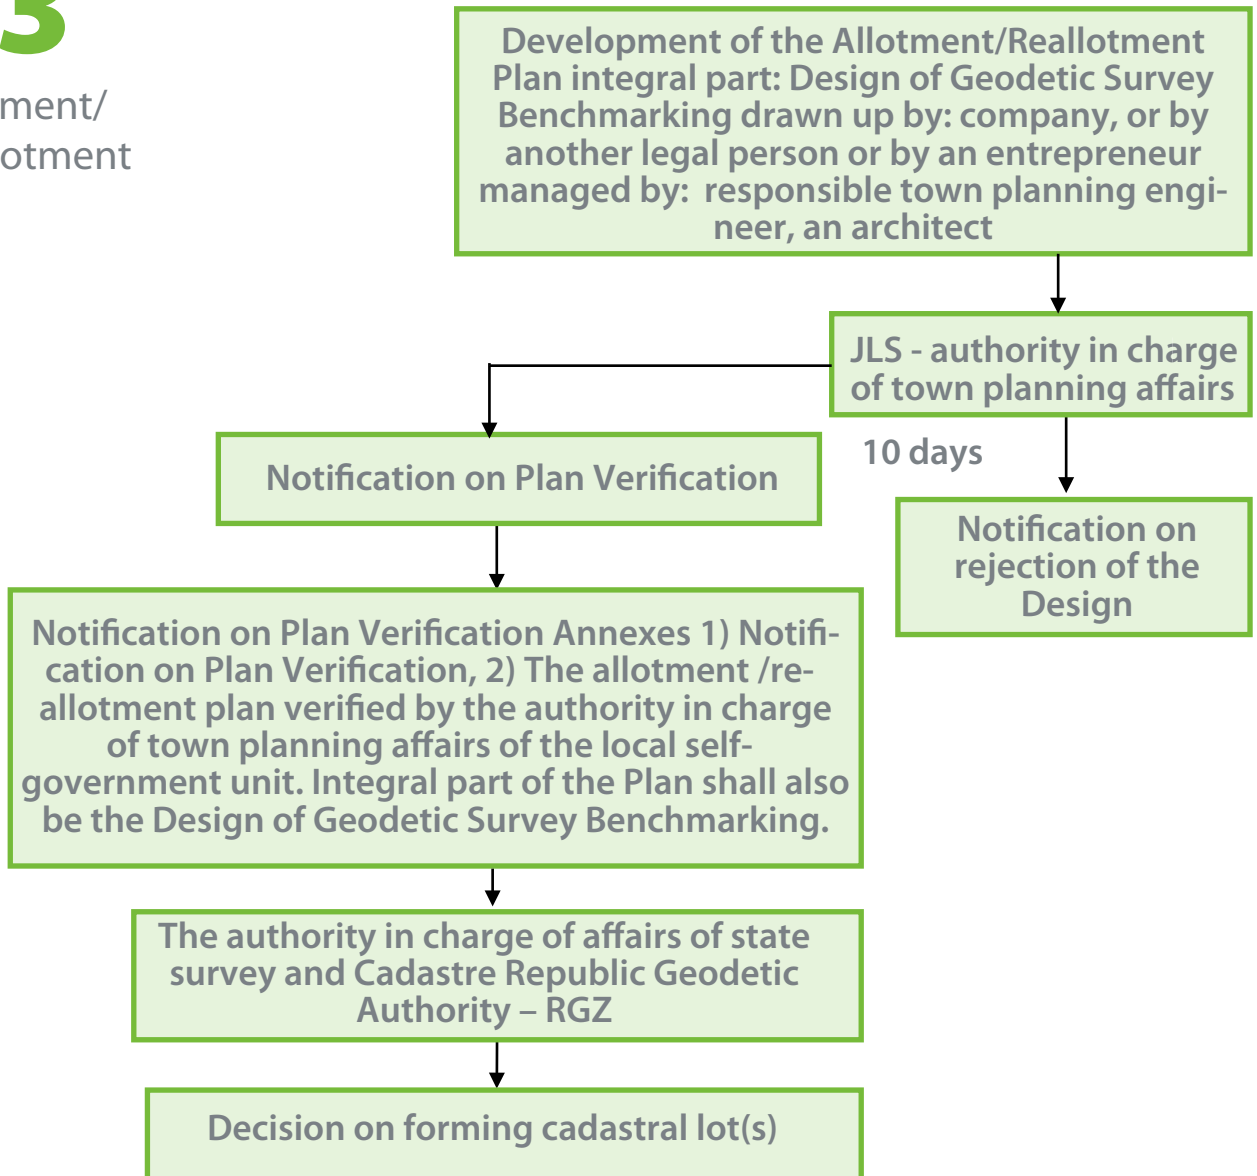 3
ment/
otment
Development of the Allotment/Reallotment
Plan integral part: Design of Geodetic Survey
Benchmarking drawn up by: company, or by
another legal person or by an entrepreneur
managed by:  responsible town planning engi-
neer, an architect
JLS - authority in charge
of town planning affairs
10 days
Notification on Plan Verification
Notification on
rejection of the
Design
Notification on Plan Verification Annexes 1) Notifi-
cation on Plan Verification, 2) The allotment /re-
allotment plan verified by the authority in charge
of town planning affairs of the local self-
government unit. Integral part of the Plan shall also
be the Design of Geodetic Survey Benchmarking.
The authority in charge of affairs of state
survey and Cadastre Republic Geodetic
Authority – RGZ
Decision on forming cadastral lot(s)